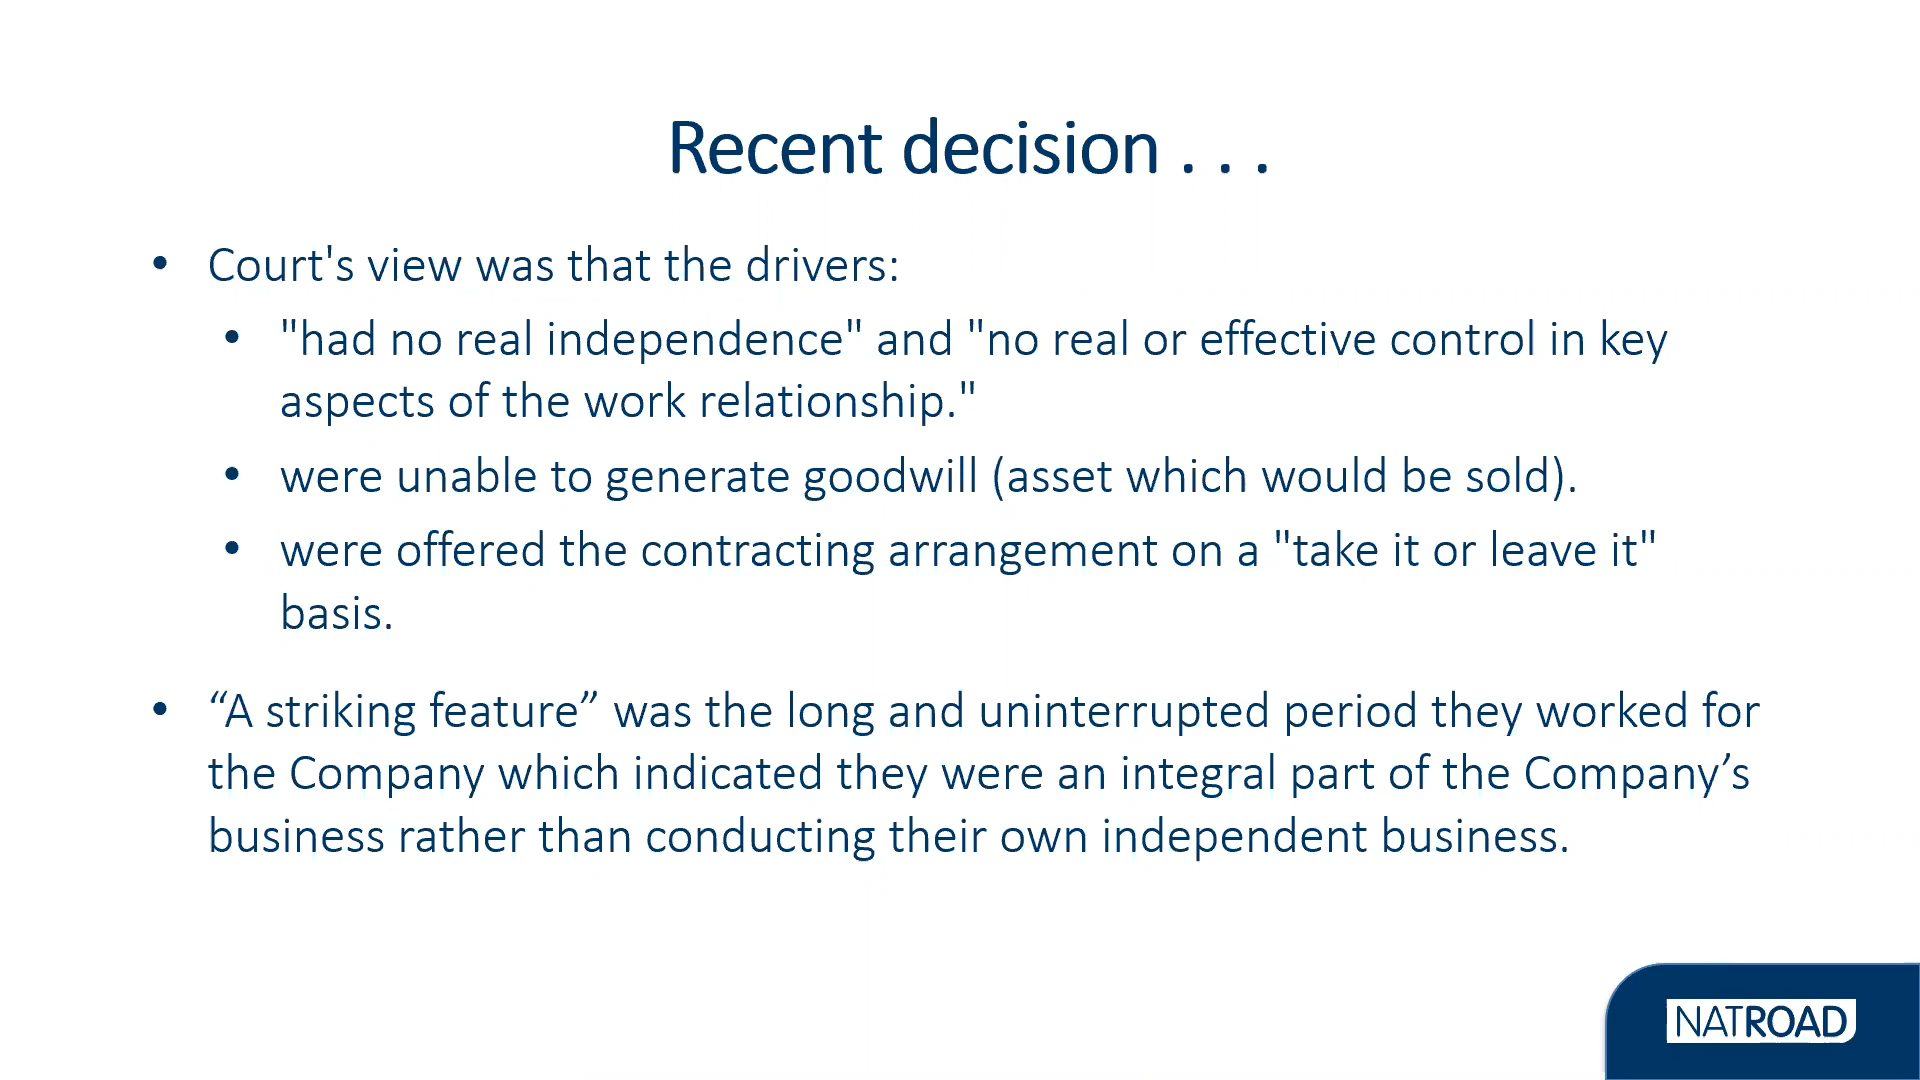 Recent decision . . .
• Court's view was that the drivers:
• "had no real independence" and "no real or effective control in key
aspects of the work relationship."
• were unable to generate goodwill (asset which would be sold).
• were offered the contracting arrangement on a "take it or leave it"
basis.
• “A striking feature” was the long and uninterrupted period they worked for
the Company which indicated they were an integral part of the Company’s
business rather than conducting their own independent business.
NATROAD